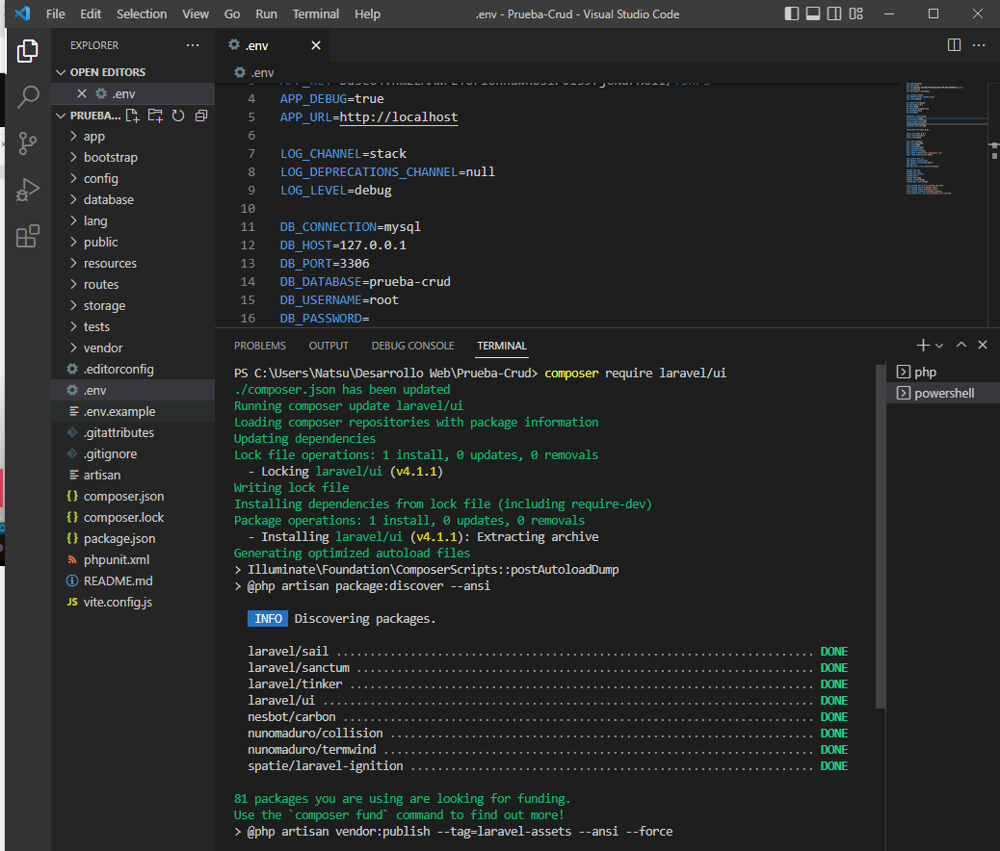 File Edit Selection View Go Run Terminal Help
.env - Prueba-Crud - Visual Studio Code
EXPLORER
OPEN EDITORS
.env
PRUEBA...
app
bootstrap
config
database
lang
public
resources
routes
storage
tests
vendor
.editorconfig
.env
.env.example
.gitattributes
.gitignore
artisan
composer.json
composer.lock
package.json
phpunit.xml
README.md
JS vite.config.js
.env
.env
4 APP_DEBUG=true
5 APP_URL=http://localhost
6
7 LOG_CHANNEL=stack
8 LOG_DEPRECATIONS_CHANNEL=null
9 LOG_LEVEL=debug
10
11 DB_CONNECTION=mysql
12 DB_HOST=127.0.0.1
13 DB_PORT=3306
14 DB_DATABASE=prueba-crud
15 DB_USERNAME=root
16 DB_PASSWORD=
PROBLEMS OUTPUT DEBUG CONSOLE TERMINAL
PS C:\Users\Natsu\Desarrollo Web\Prueba-Crud> composer require laravel/ui
./composer.json has been updated
Running composer update laravel/ui
Loading composer repositories with package information
Updating dependencies
Lock file operations: 1 install, 0 updates, 0 removals
- Locking laravel/ui (v4.1.1)
Writing lock file
Installing dependencies from lock file (including require-dev)
Package operations: 1 install, 0 updates, 0 removals
- Installing laravel/ui (v4.1.1): Extracting archive
Generating optimized autoload files
> Illuminate\Foundation\ComposerScripts::postAutoloadDump
> @php artisan package:discover --ansi
INFO Discovering packages.
laravel/sail ....................................................................... DONE
laravel/sanctum .................................................................... DONE
laravel/tinker ..................................................................... DONE
laravel/ui ......................................................................... DONE
nesbot/carbon ...................................................................... DONE
nunomaduro/collision ............................................................... DONE
nunomaduro/termwind ................................................................ DONE
spatie/laravel-ignition ............................................................ DONE
81 packages you are using are looking for funding.
Use the `composer fund` command to find out more!
> @php artisan vendor:publish --tag=laravel-assets --ansi --force
php
powershell